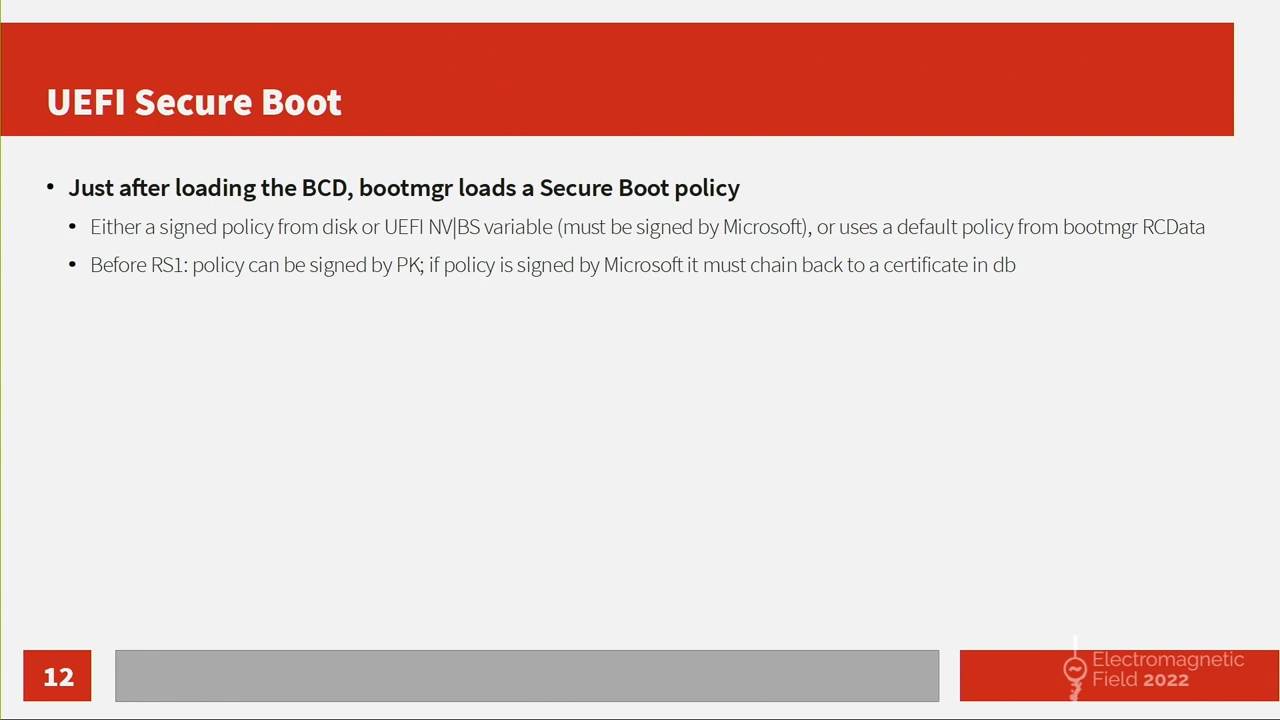 UEFI Secure Boot
• Just after loading the BCD, bootmgr loads a Secure Boot policy
• Either a signed policy from disk or UEFI NV|BS variable (must be signed by Microsoft), or uses a default policy from bootmgr RCData
• Before RS1: policy can be signed by PK; if policy is signed by Microsoft it must chain back to a certificate in db
12
Electromagnetic
Field 2022